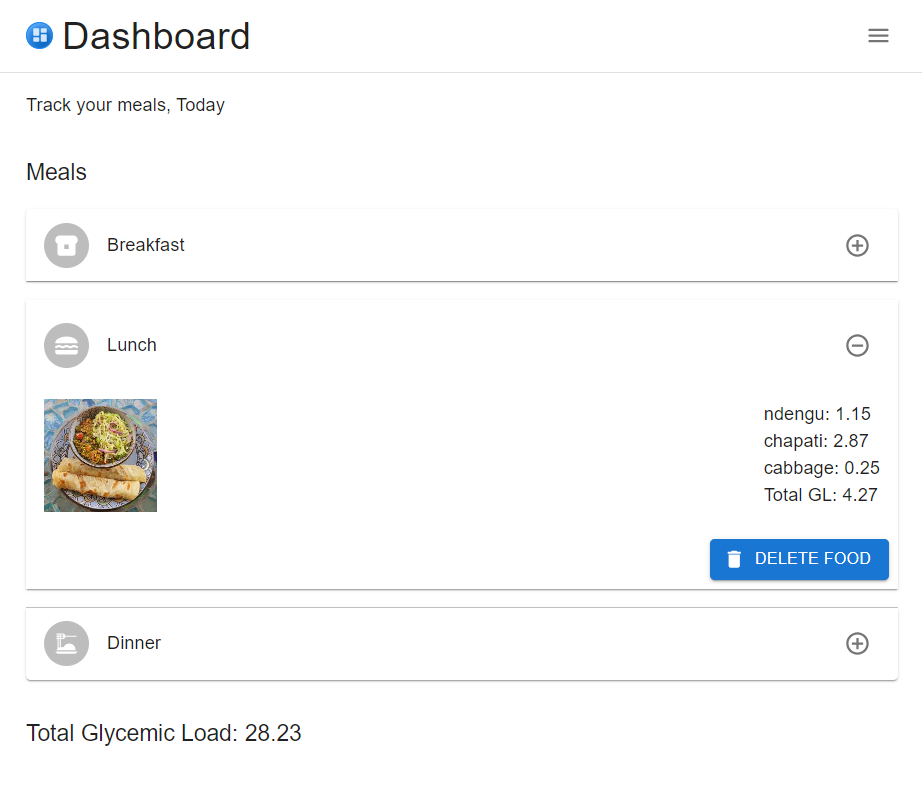 Dashboard
Track your meals, Today
Meals
Breakfast
Lunch
ndengu: 1.15
chapati: 2.87
cabbage: 0.25
Total GL: 4.27
DELETE FOOD
Dinner
Total Glycemic Load: 28.23